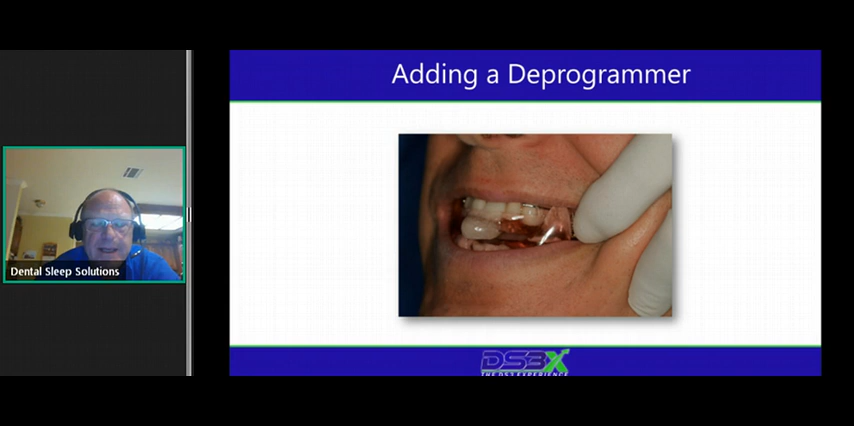 Adding a Deprogrammer
Dental Sleep Solutions
DS3X
THE DS3 EXPERIENCE